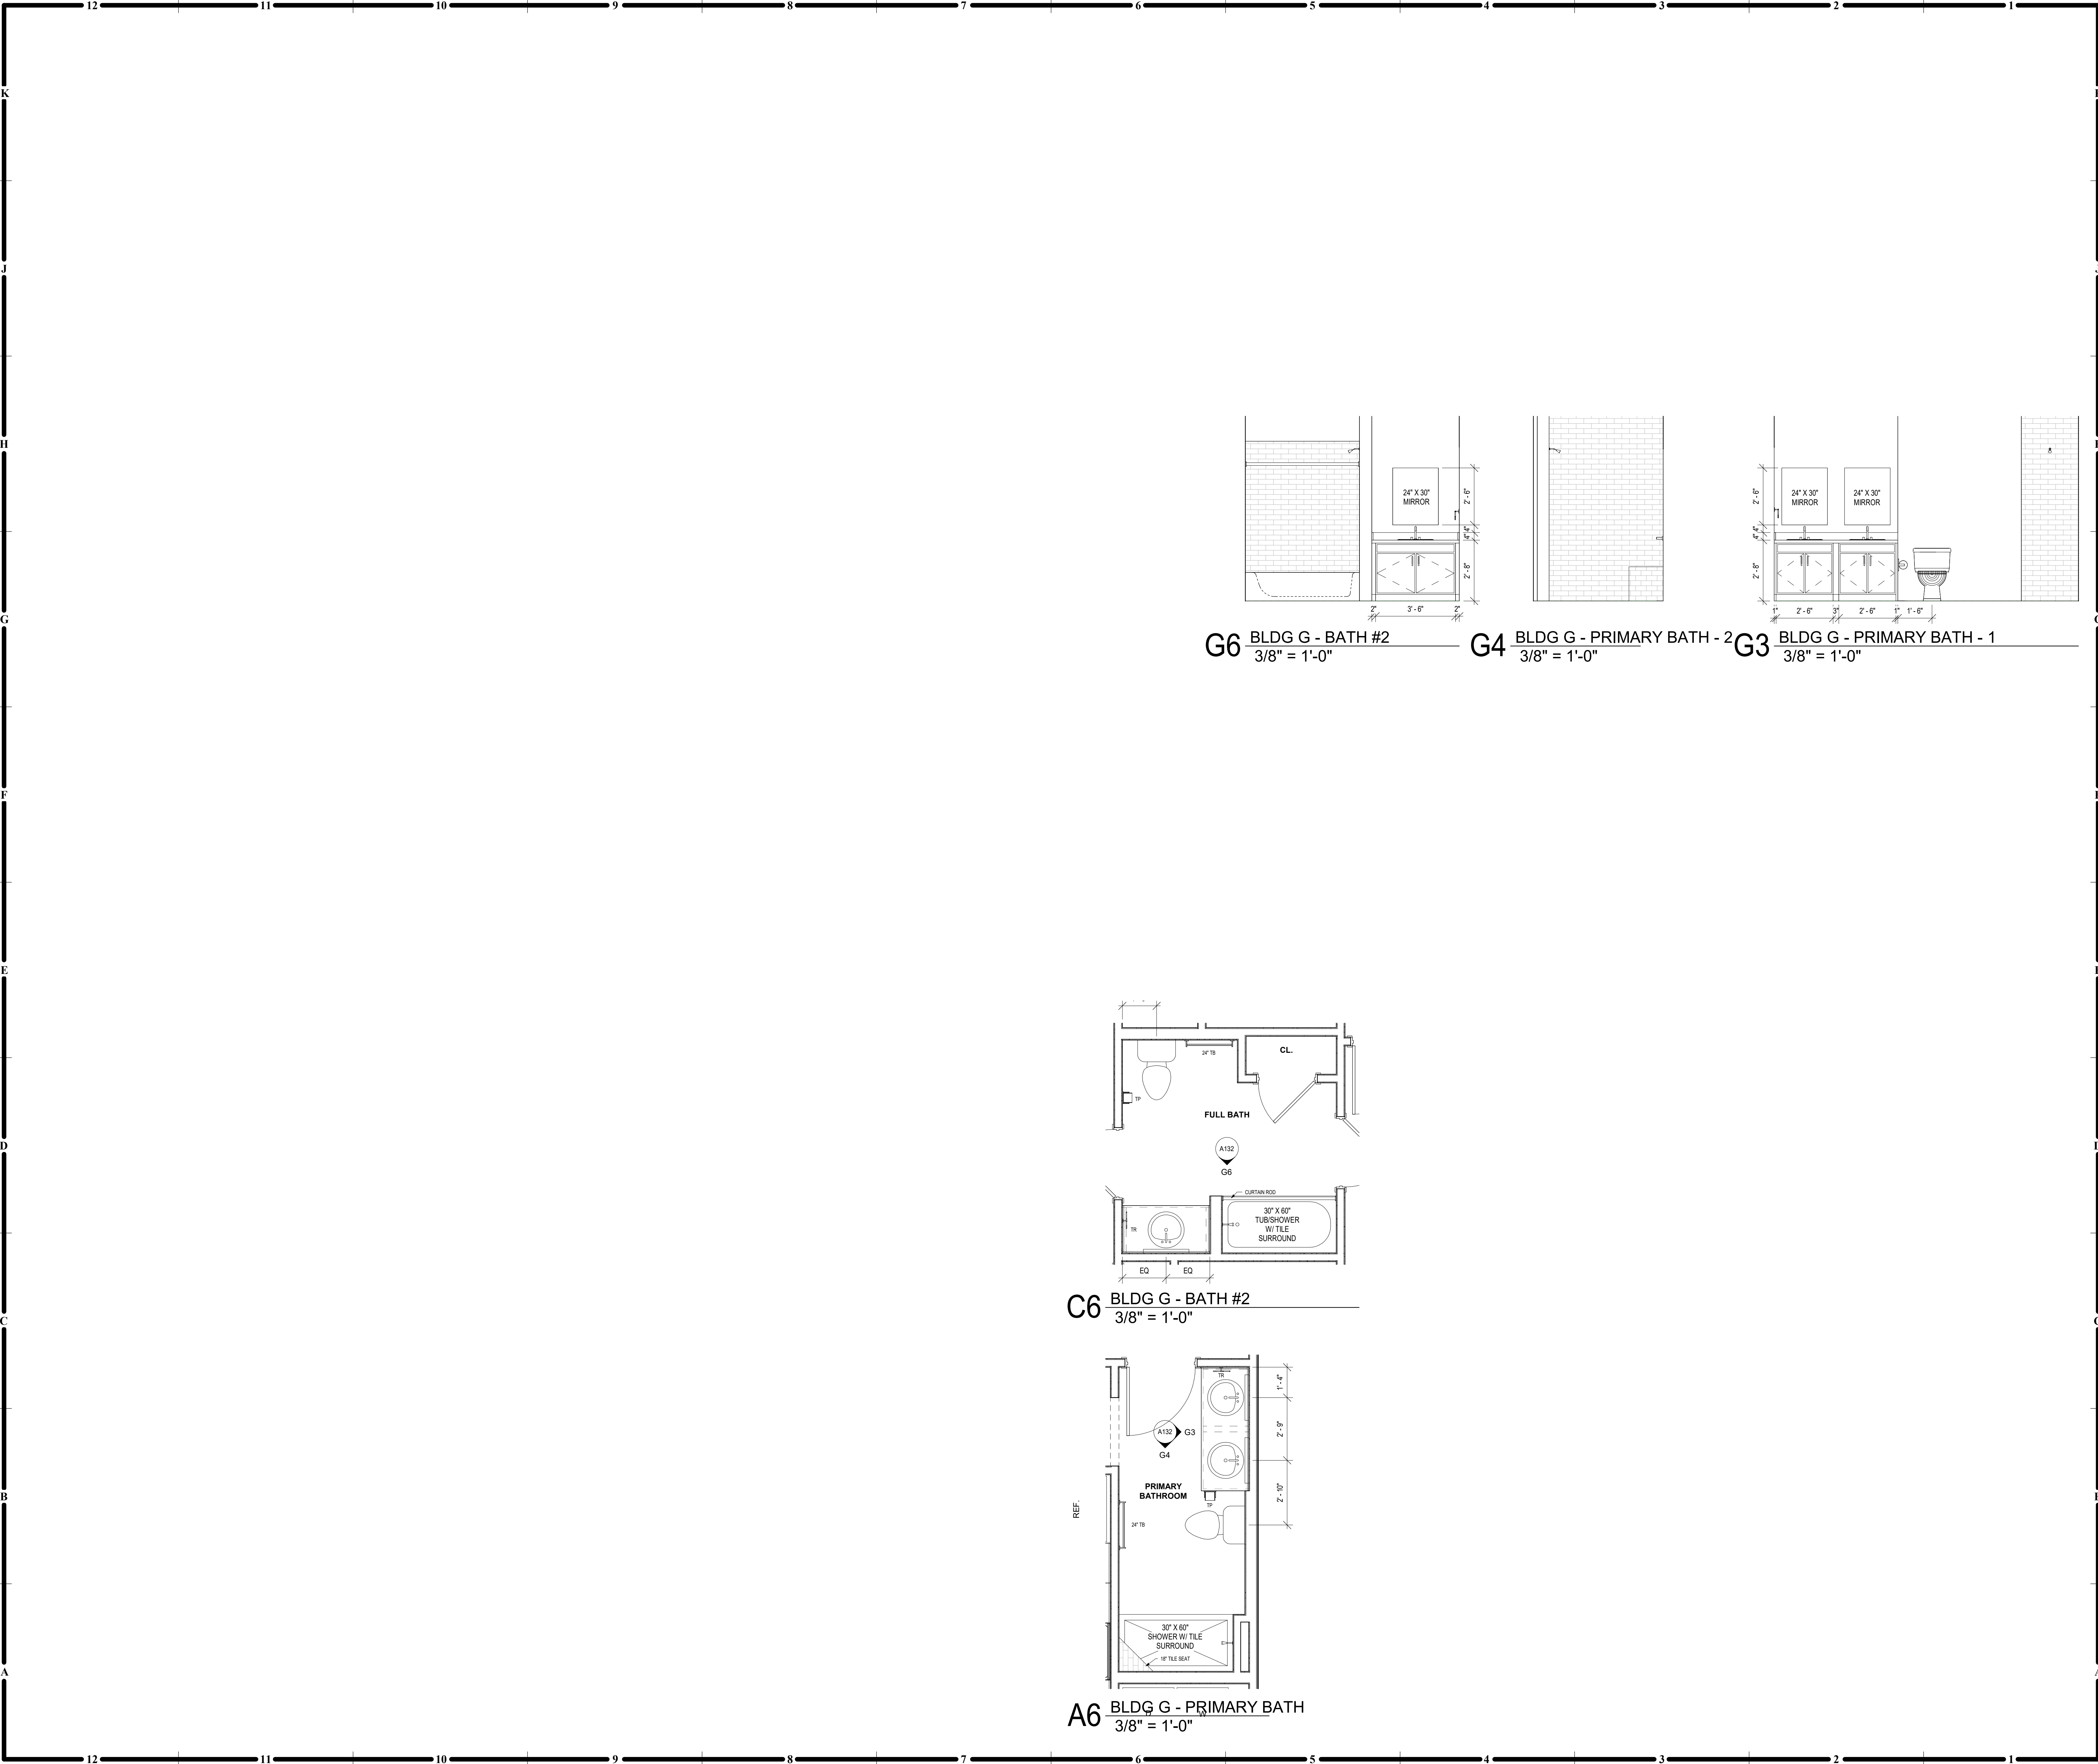 12 11 10 9 8 7 6 5 4 3 2 1
K
J
H
G
F
E
D
C
B
A
24" X 30"
MIRROR
2' - 6"
4"
2' - 8"
2" 3' - 6" 2"
G6 BLDG G - BATH #2
3/8" = 1'-0"
G4 BLDG G - PRIMARY BATH - 2
3/8" = 1'-0"
24" X 30"
MIRROR
24" X 30"
MIRROR
2' - 6"
4"
2' - 8"
1" 2' - 6" 3" 2' - 6" 1" 1' - 6"
G3 BLDG G - PRIMARY BATH - 1
3/8" = 1'-0"
24" TB
CL.
TP
FULL BATH
A132
G6
CURTAIN ROD
30" X 60"
TUB/SHOWER
W/ TILE
SURROUND
TR
EQ EQ
C6 BLDG G - BATH #2
3/8" = 1'-0"
TR
1' - 4"
A132 G3
G4
2' - 9"
PRIMARY
BATHROOM
2' - 10"
TP
REF.
24" TB
30" X 60"
SHOWER W/ TILE
SURROUND
18" TILE SEAT
A6 BLDG G - PRIMARY BATH
3/8" = 1'-0"
12 11 10 9 8 7 6 5 4 3 2 1